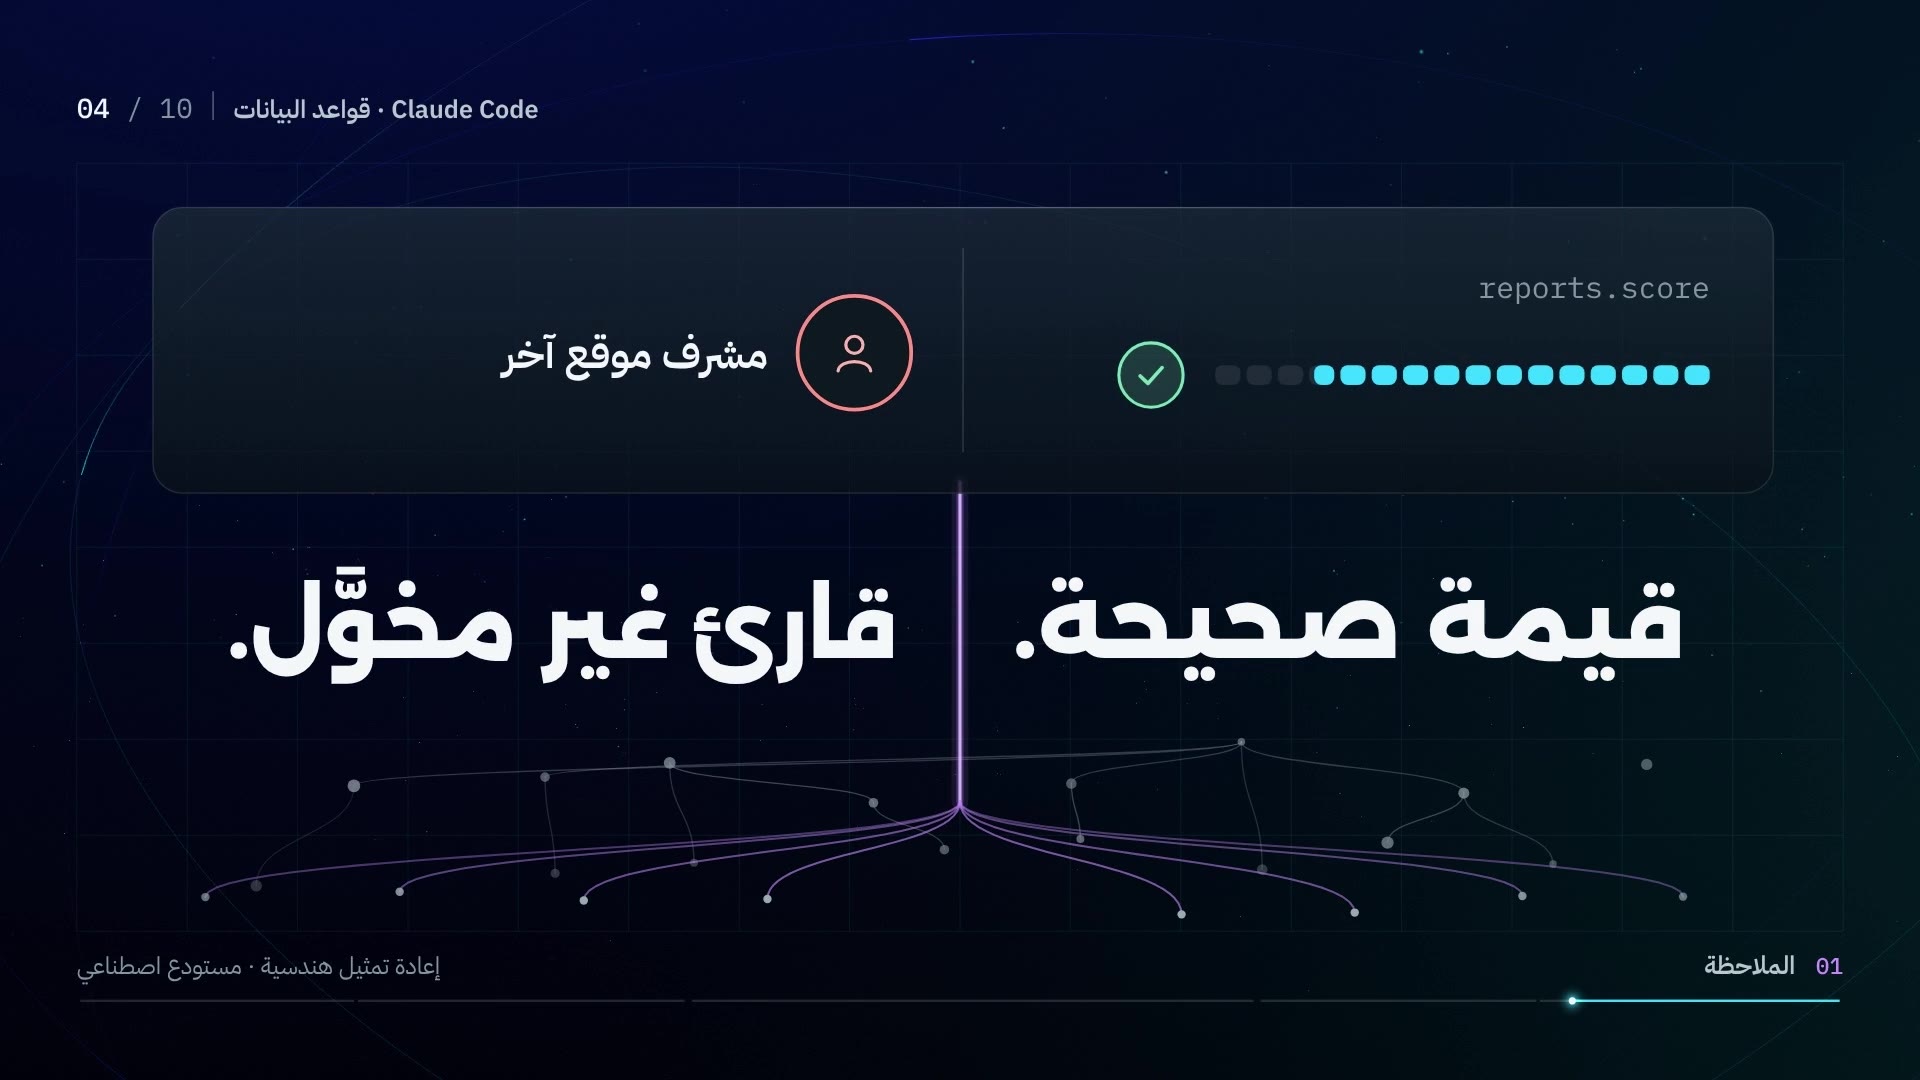 04 / 10 | قواعد البيانات · Claude Code
reports.score
مشرف موقع آخر
قيمة صحيحة.
قارئ غير مخوَّل.
01 الملاحظة
إعادة تمثيل هندسية · مستودع اصطناعي